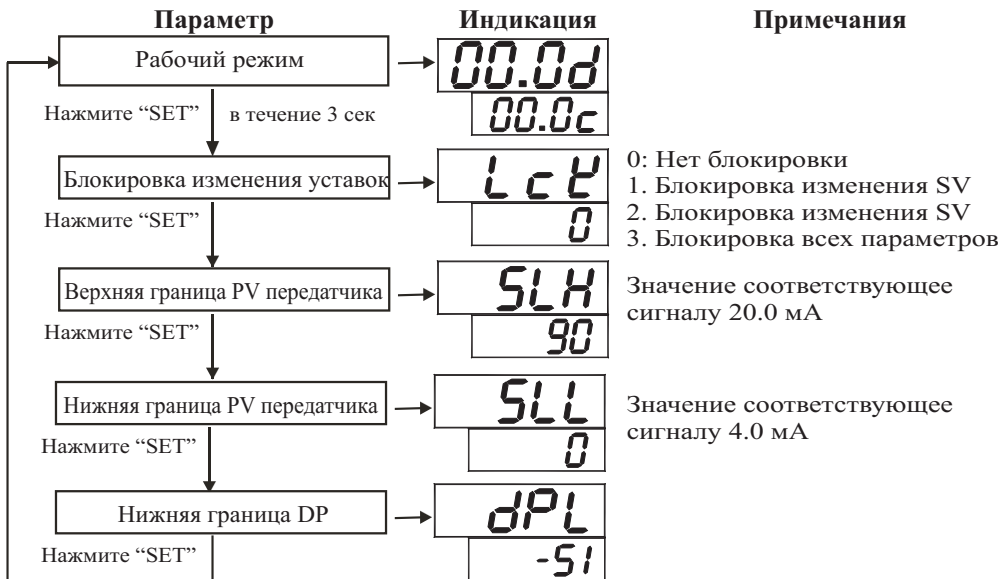 Параметр Индикация Примечания
Рабочий режим 00.0d
Нажмите “SET” в течение 3 сек 00.0c
Блокировка изменения уставок LcK 0: Нет блокировки
1. Блокировка изменения SV
Нажмите “SET” 0 2. Блокировка изменения SV
3. Блокировка всех параметров
Верхняя граница PV передатчика SLH Значение соответствующее
сигналу 20.0 мА
Нажмите “SET” 90
Нижняя граница PV передатчика SLL Значение соответствующее
сигналу 4.0 мА
Нажмите “SET” 0
Нижняя граница DP dPL
Нажмите “SET” -51